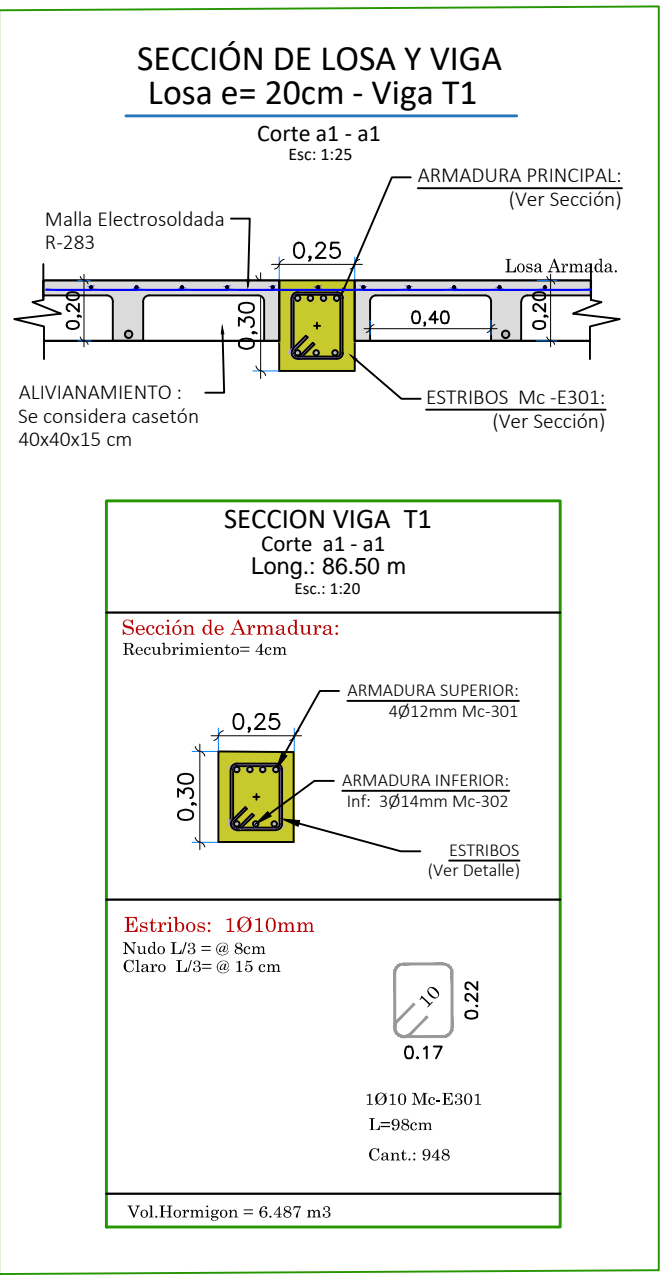 SECCIÓN DE LOSA Y VIGA
Losa e= 20cm - Viga T1
Corte a1 - a1
Esc: 1:25
ARMADURA PRINCIPAL:
(Ver Sección)
Malla Electrosoldada
R-283
0,25
Losa Armada.
0,20
0,30
0,40
0,20
ALIVIANAMIENTO :
Se considera casetón
40x40x15 cm
ESTRIBOS Mc -E301:
(Ver Sección)
SECCION VIGA T1
Corte a1 - a1
Long.: 86.50 m
Esc.: 1:20
Sección de Armadura:
Recubrimiento= 4cm
ARMADURA SUPERIOR:
4Ø12mm Mc-301
0,25
0,30
ARMADURA INFERIOR:
Inf: 3Ø14mm Mc-302
ESTRIBOS
(Ver Detalle)
Estribos: 1Ø10mm
Nudo L/3 = @ 8cm
Claro L/3= @ 15 cm
10
0.22
0.17
1Ø10 Mc-E301
L=98cm
Cant.: 948
Vol.Hormigon = 6.487 m3